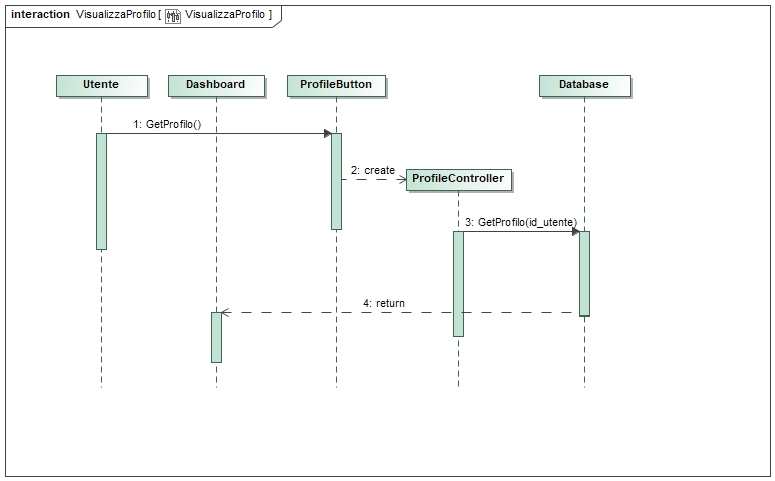 interaction VisualizzaProfilo [ VisualizzaProfilo ]
Utente
Dashboard
ProfileButton
Database
1: GetProfilo()
2: create
ProfileController
3: GetProfilo(id_utente)
4: return